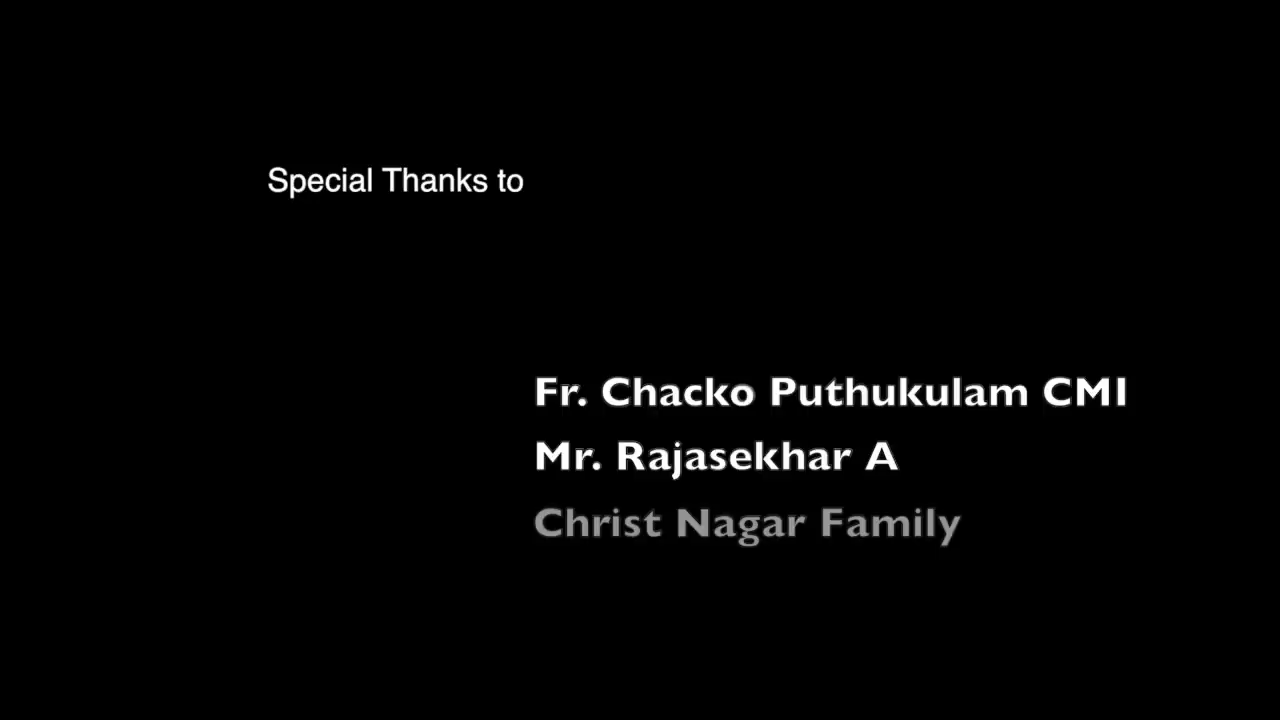 Special Thanks to
Fr. Chacko Puthukulam CMI
Mr. Rajasekhar A
Christ Nagar Family